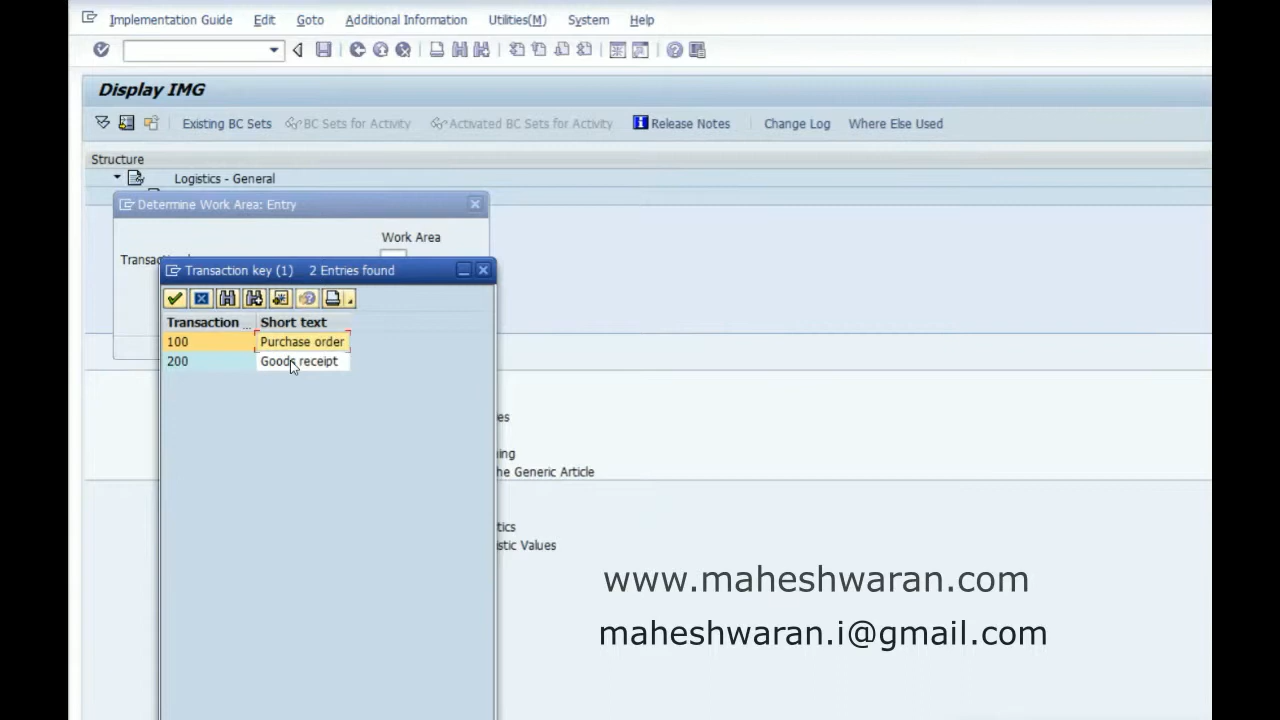 Implementation Guide Edit Goto Additional Information Utilities(M) System Help
Display IMG
Existing BC Sets BC Sets for Activity Activated BC Sets for Activity Release Notes Change Log Where Else Used
Structure
Logistics - General
Determine Work Area: Entry
Work Area
Transac
Transaction key (1) 2 Entries found
Transaction ... Short text
100 Purchase order
200 Goods receipt
es
ning
he Generic Article
tics
istic Values
www.maheshwaran.com
maheshwaran.i@gmail.com